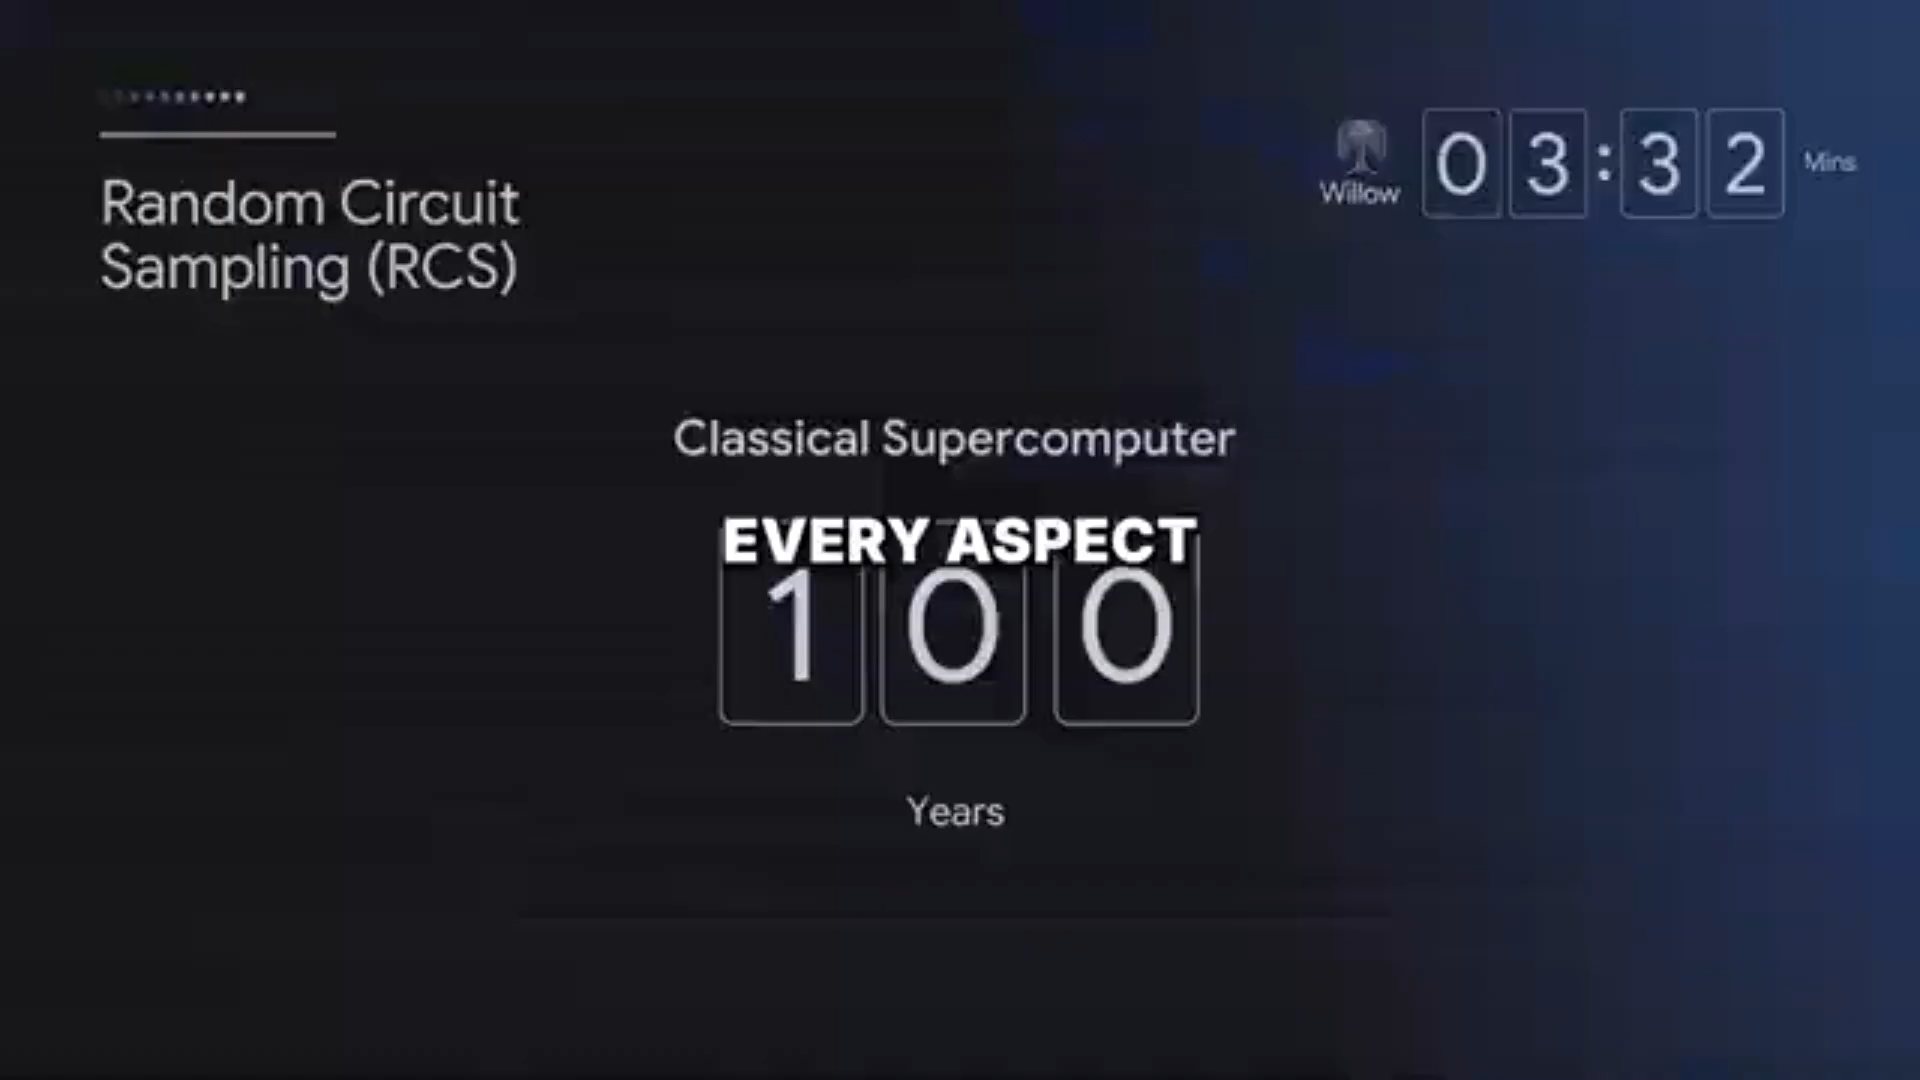 Random Circuit
Sampling (RCS)
Willow
03:32 Mins
Classical Supercomputer
EVERY ASPECT
100
Years